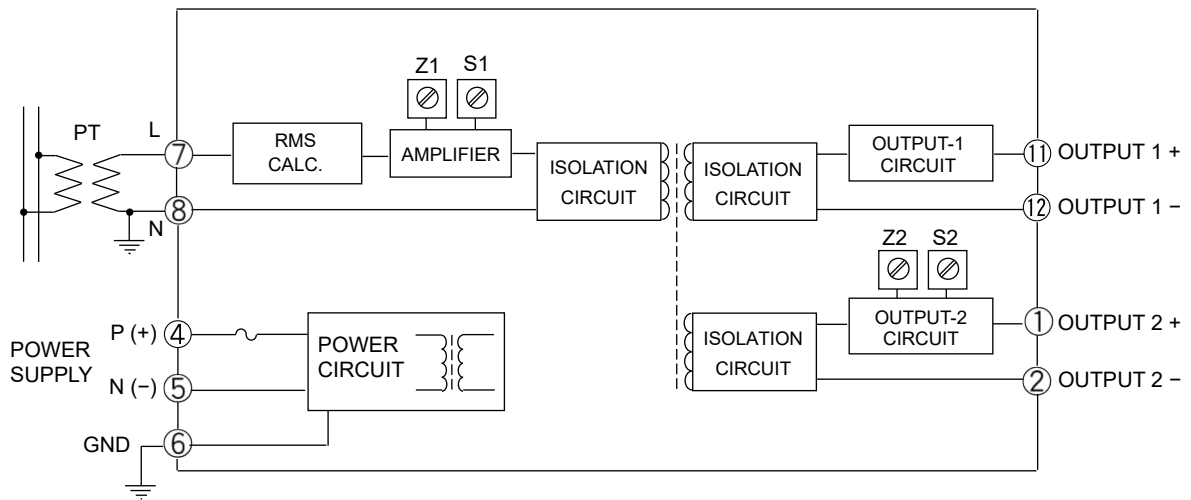 Z1
S1
PT
L
7
RMS
CALC.
AMPLIFIER
ISOLATION
CIRCUIT
ISOLATION
CIRCUIT
OUTPUT-1
CIRCUIT
11 OUTPUT 1 +
8
N
12 OUTPUT 1 −
Z2
S2
P (+)
4
POWER
SUPPLY
N (−)
5
POWER
CIRCUIT
ISOLATION
CIRCUIT
OUTPUT-2
CIRCUIT
1 OUTPUT 2 +
2 OUTPUT 2 −
GND
6